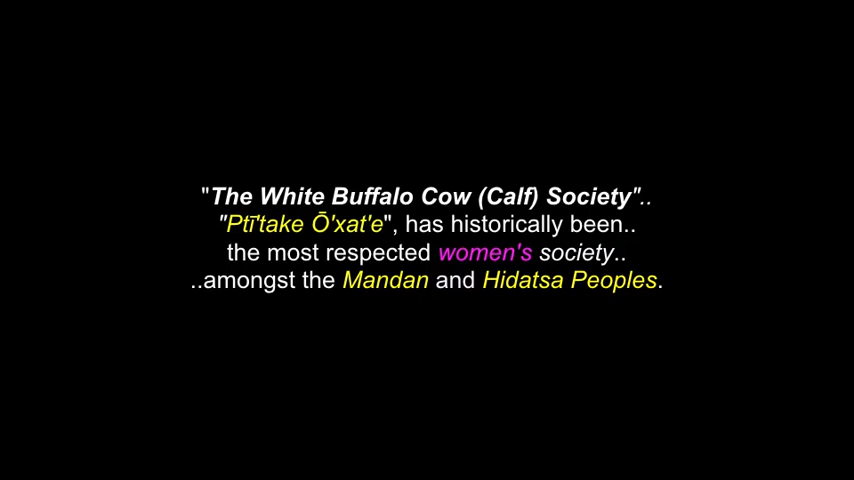 "The White Buffalo Cow (Calf) Society"..
"Ptī'take Ō'xat'e", has historically been..
the most respected women's society..
..amongst the Mandan and Hidatsa Peoples.